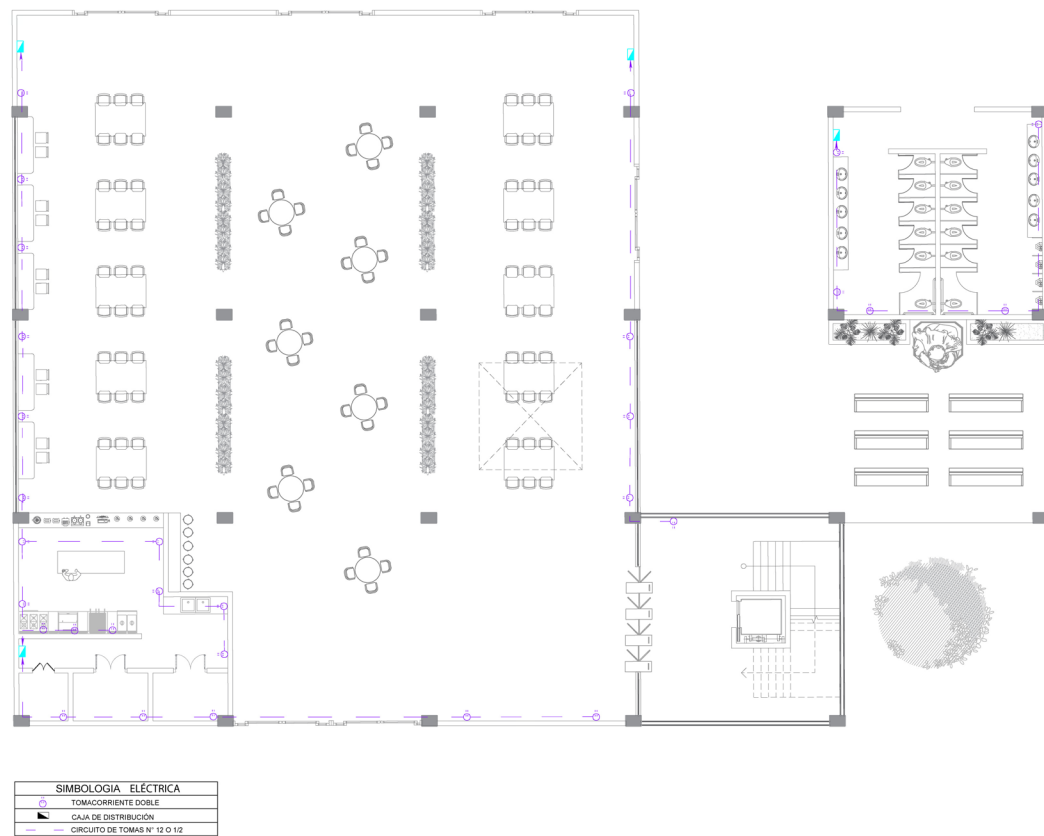 SIMBOLOGIA ELÉCTRICA
TOMACORRIENTE DOBLE
CAJA DE DISTRIBUCIÓN
CIRCUITO DE TOMAS N° 12 O 1/2